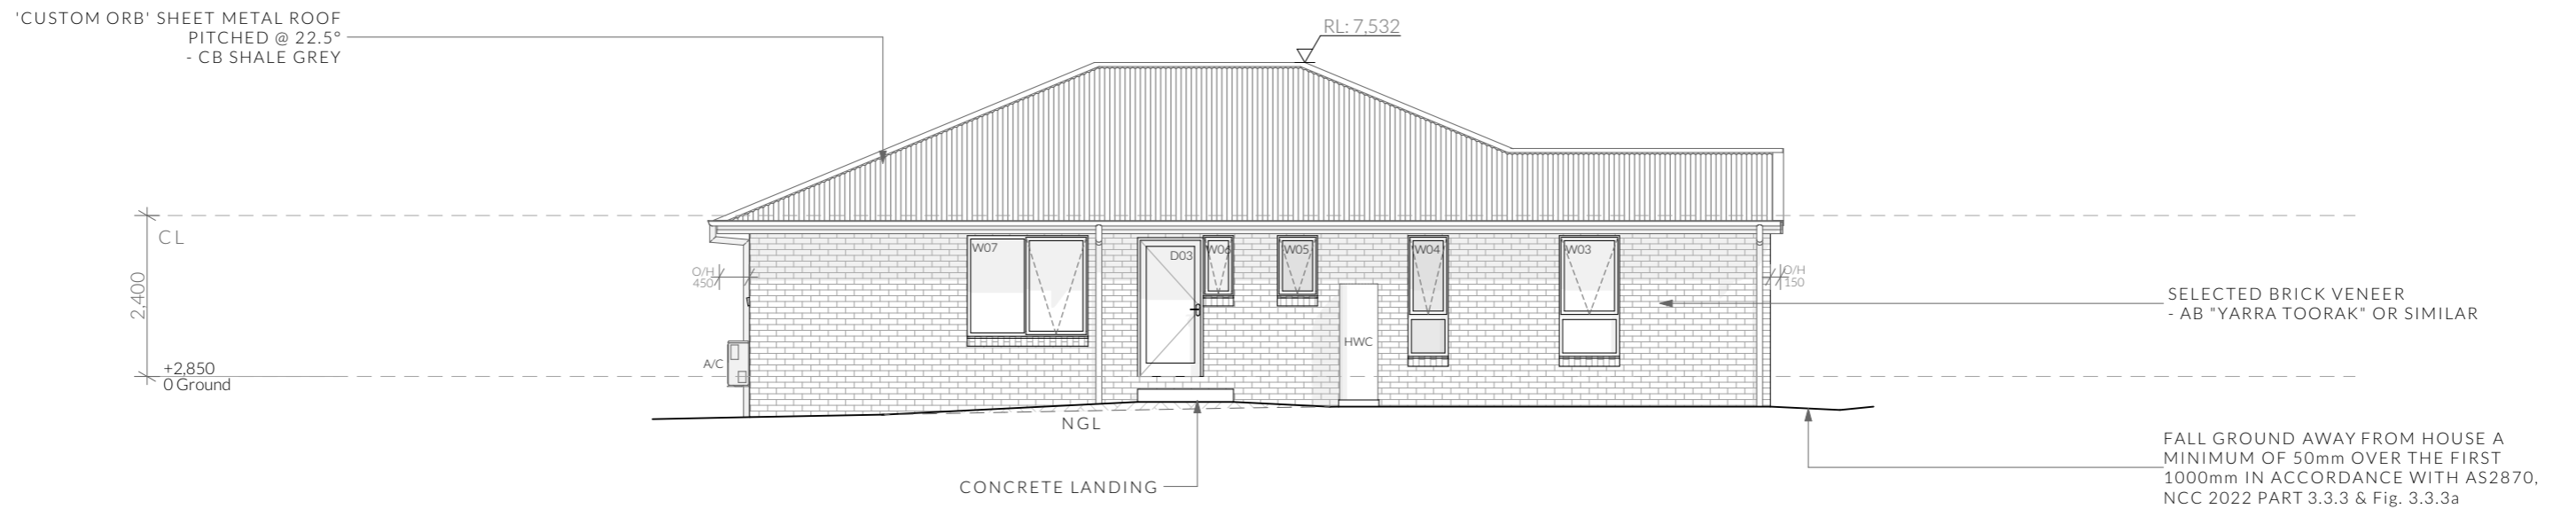 'CUSTOM ORB' SHEET METAL ROOF
PITCHED @ 22.5°
- CB SHALE GREY
RL: 7,532
CL
2,400
+2,850
0 Ground
O/H
450
A/C
W07
D03
W06
W05
HWC
W04
W03
O/H
150
SELECTED BRICK VENEER
- AB "YARRA TOORAK" OR SIMILAR
NGL
CONCRETE LANDING
FALL GROUND AWAY FROM HOUSE A
MINIMUM OF 50mm OVER THE FIRST
1000mm IN ACCORDANCE WITH AS2870,
NCC 2022 PART 3.3.3 & Fig. 3.3.3a